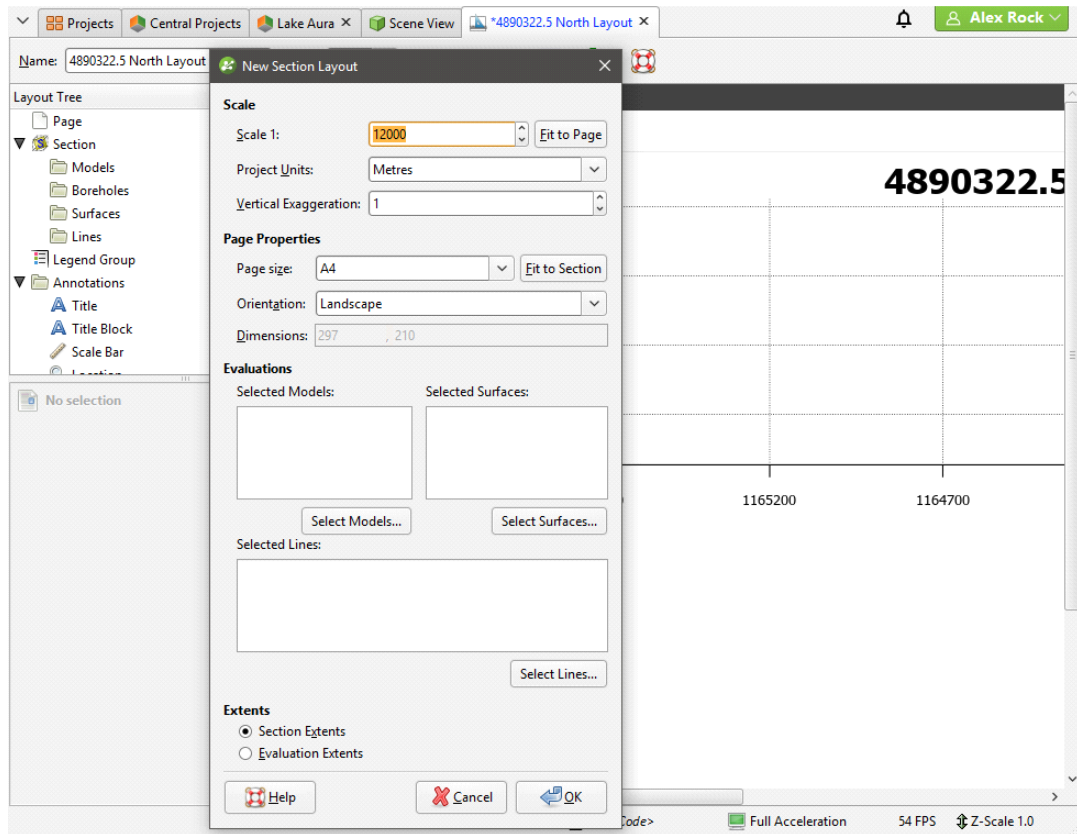 Projects Central Projects Lake Aura Scene View *4890322.5 North Layout Alex Rock
Name: 4890322.5 North Layout
New Section Layout
Layout Tree
Page
Section
Models
Boreholes
Surfaces
Lines
Legend Group
Annotations
Title
Title Block
Scale Bar
No selection
Scale
Scale 1: 12000 Fit to Page
Project Units: Metres
Vertical Exaggeration: 1
Page Properties
Page size: A4 Fit to Section
Orientation: Landscape
Dimensions: 297 , 210
Evaluations
Selected Models: Selected Surfaces:
Select Models... Select Surfaces...
Selected Lines:
Select Lines...
Extents
Section Extents
Evaluation Extents
Help Cancel OK
4890322.5
1165200 1164700
Code> Full Acceleration 54 FPS Z-Scale 1.0